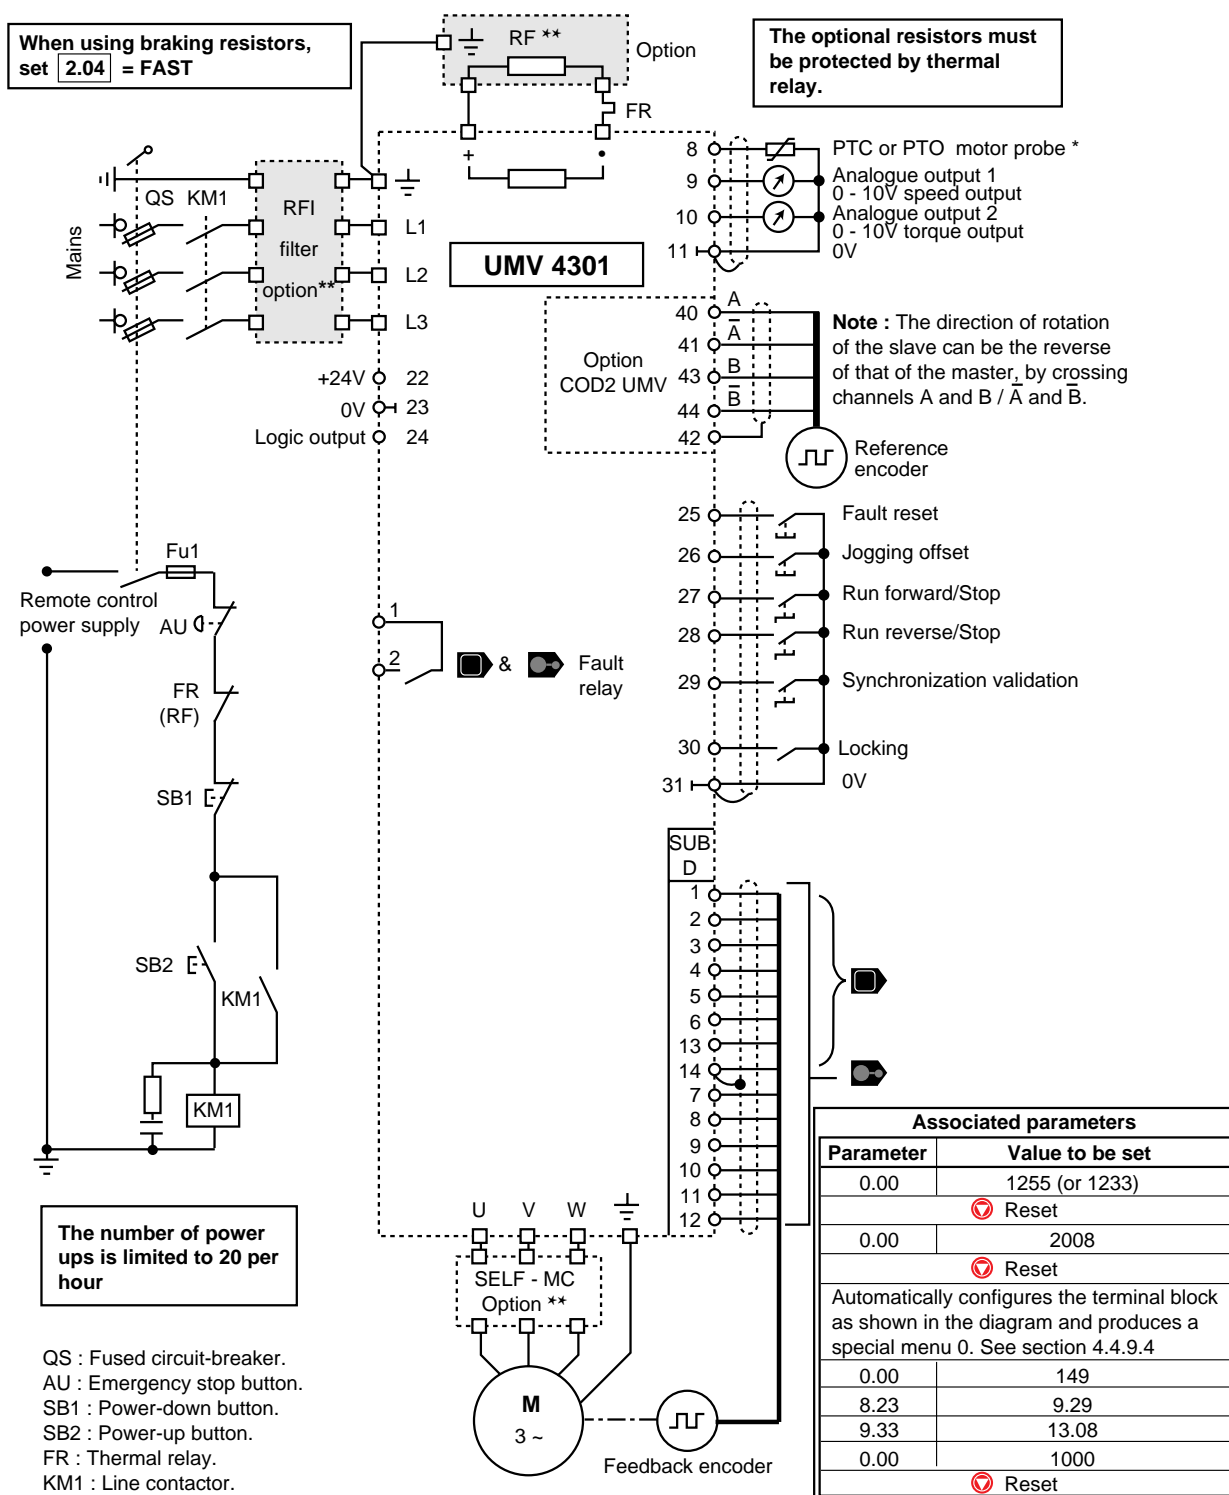 When using braking resistors,
set 2.04 = FAST
RF **
Option
FR
The optional resistors must
be protected by thermal
relay.
+
8
PTC or PTO motor probe *
9
Analogue output 1
0 - 10V speed output
10
Analogue output 2
0 - 10V torque output
11
0V
QS KM1
Mains
RFI
filter
option**
L1
L2
L3
UMV 4301
+24V 22
0V 23
Logic output 24
Option
COD2 UMV
40 A
41 A̅
43 B
44 B̅
42
Note : The direction of rotation
of the slave can be the reverse
of that of the master, by crossing
channels A and B / A̅ and B̅.
Reference
encoder
25 Fault reset
26 Jogging offset
27 Run forward/Stop
28 Run reverse/Stop
29 Synchronization validation
30 Locking
31 0V
Fu1
Remote control
power supply
AU
FR
(RF)
SB1
SB2
KM1
KM1
1
2
& Fault
relay
SUB
D
1
2
3
4
5
6
13
14
7
8
9
10
11
12
U V W
SELF - MC
Option **
M
3 ~
Feedback encoder
The number of power
ups is limited to 20 per
hour
QS : Fused circuit-breaker.
AU : Emergency stop button.
SB1 : Power-down button.
SB2 : Power-up button.
FR : Thermal relay.
KM1 : Line contactor.
Associated parameters
Parameter Value to be set
0.00 1255 (or 1233)
Reset
0.00 2008
Reset
Automatically configures the terminal block
as shown in the diagram and produces a
special menu 0. See section 4.4.9.4
0.00 149
8.23 9.29
9.33 13.08
0.00 1000
Reset